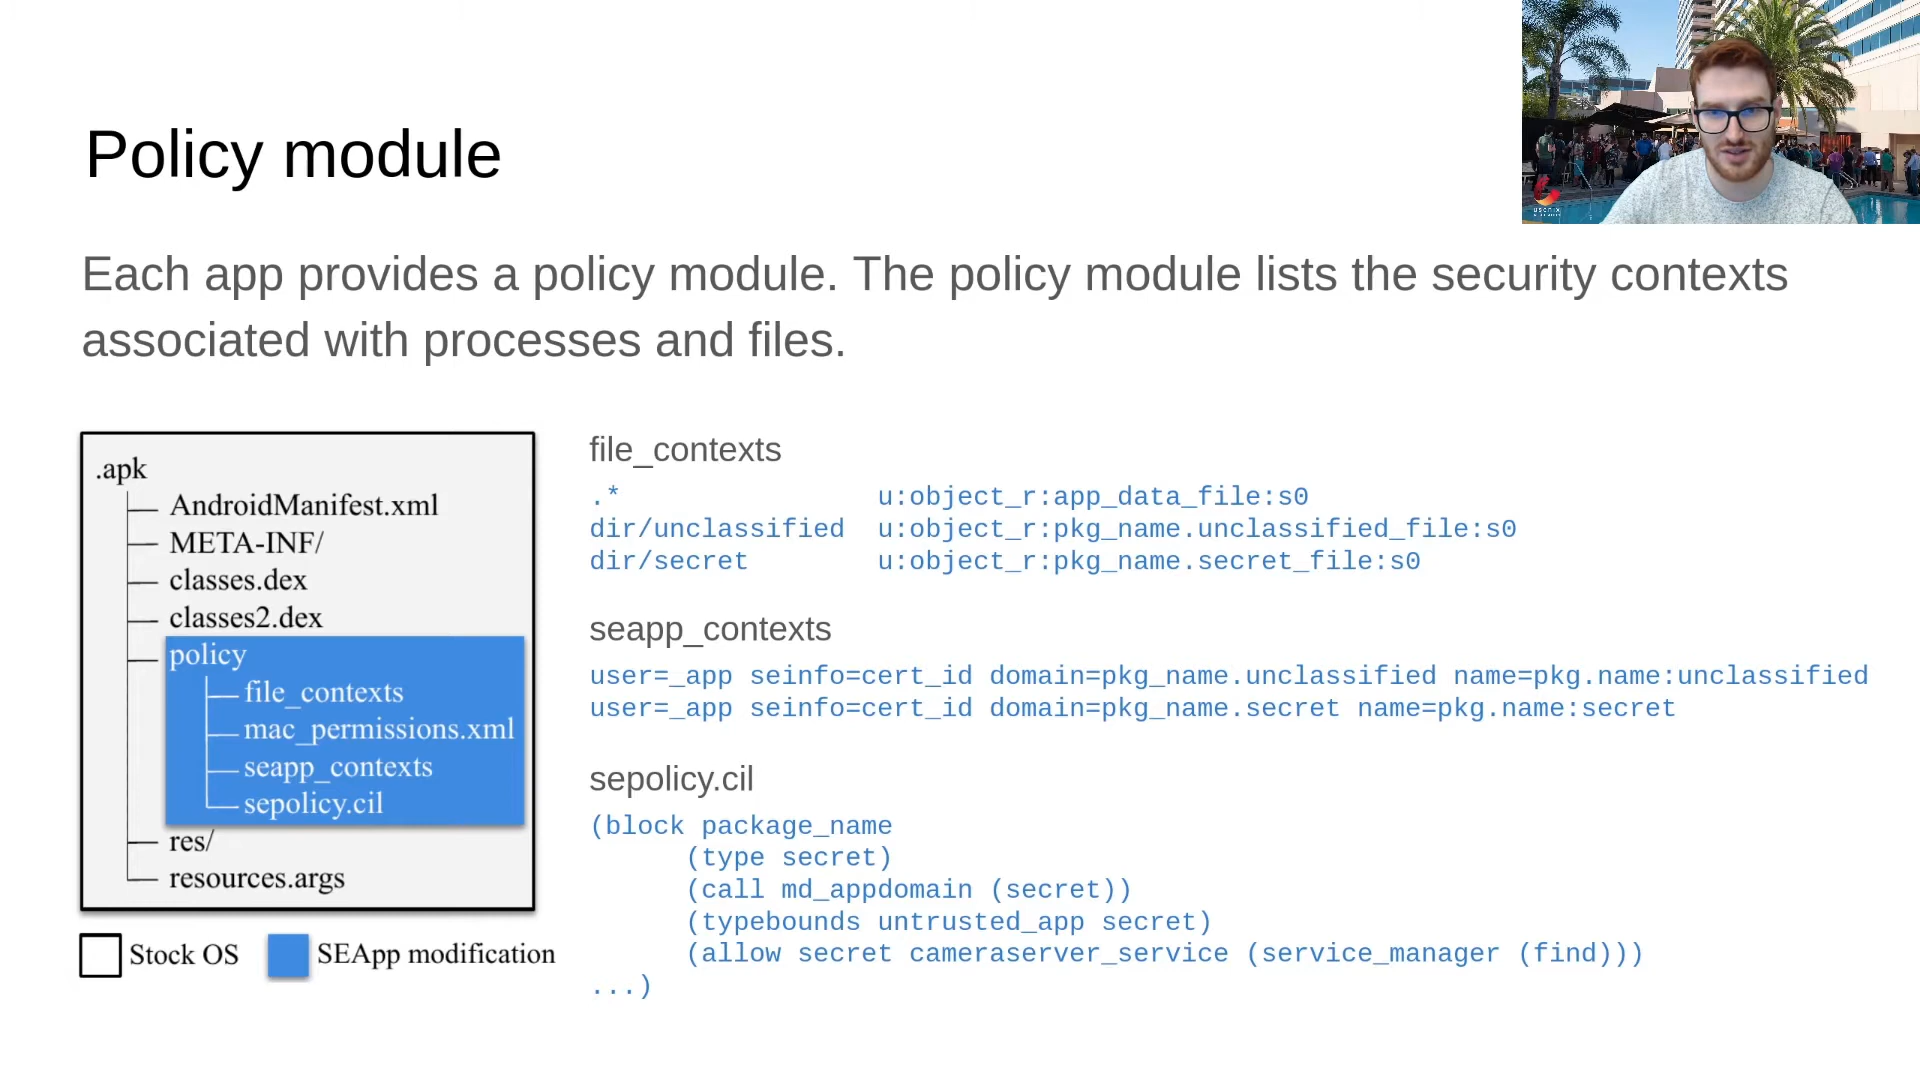 Policy module
Each app provides a policy module. The policy module lists the security contexts
associated with processes and files.
.apk
AndroidManifest.xml
META-INF/
classes.dex
classes2.dex
policy
file_contexts
mac_permissions.xml
seapp_contexts
sepolicy.cil
res/
resources.args
Stock OS
SEApp modification
file_contexts
.* u:object_r:app_data_file:s0
dir/unclassified u:object_r:pkg_name.unclassified_file:s0
dir/secret u:object_r:pkg_name.secret_file:s0
seapp_contexts
user=_app seinfo=cert_id domain=pkg_name.unclassified name=pkg.name:unclassified
user=_app seinfo=cert_id domain=pkg_name.secret name=pkg.name:secret
sepolicy.cil
(block package_name
(type secret)
(call md_appdomain (secret))
(typebounds untrusted_app secret)
(allow secret cameraserver_service (service_manager (find)))
...)